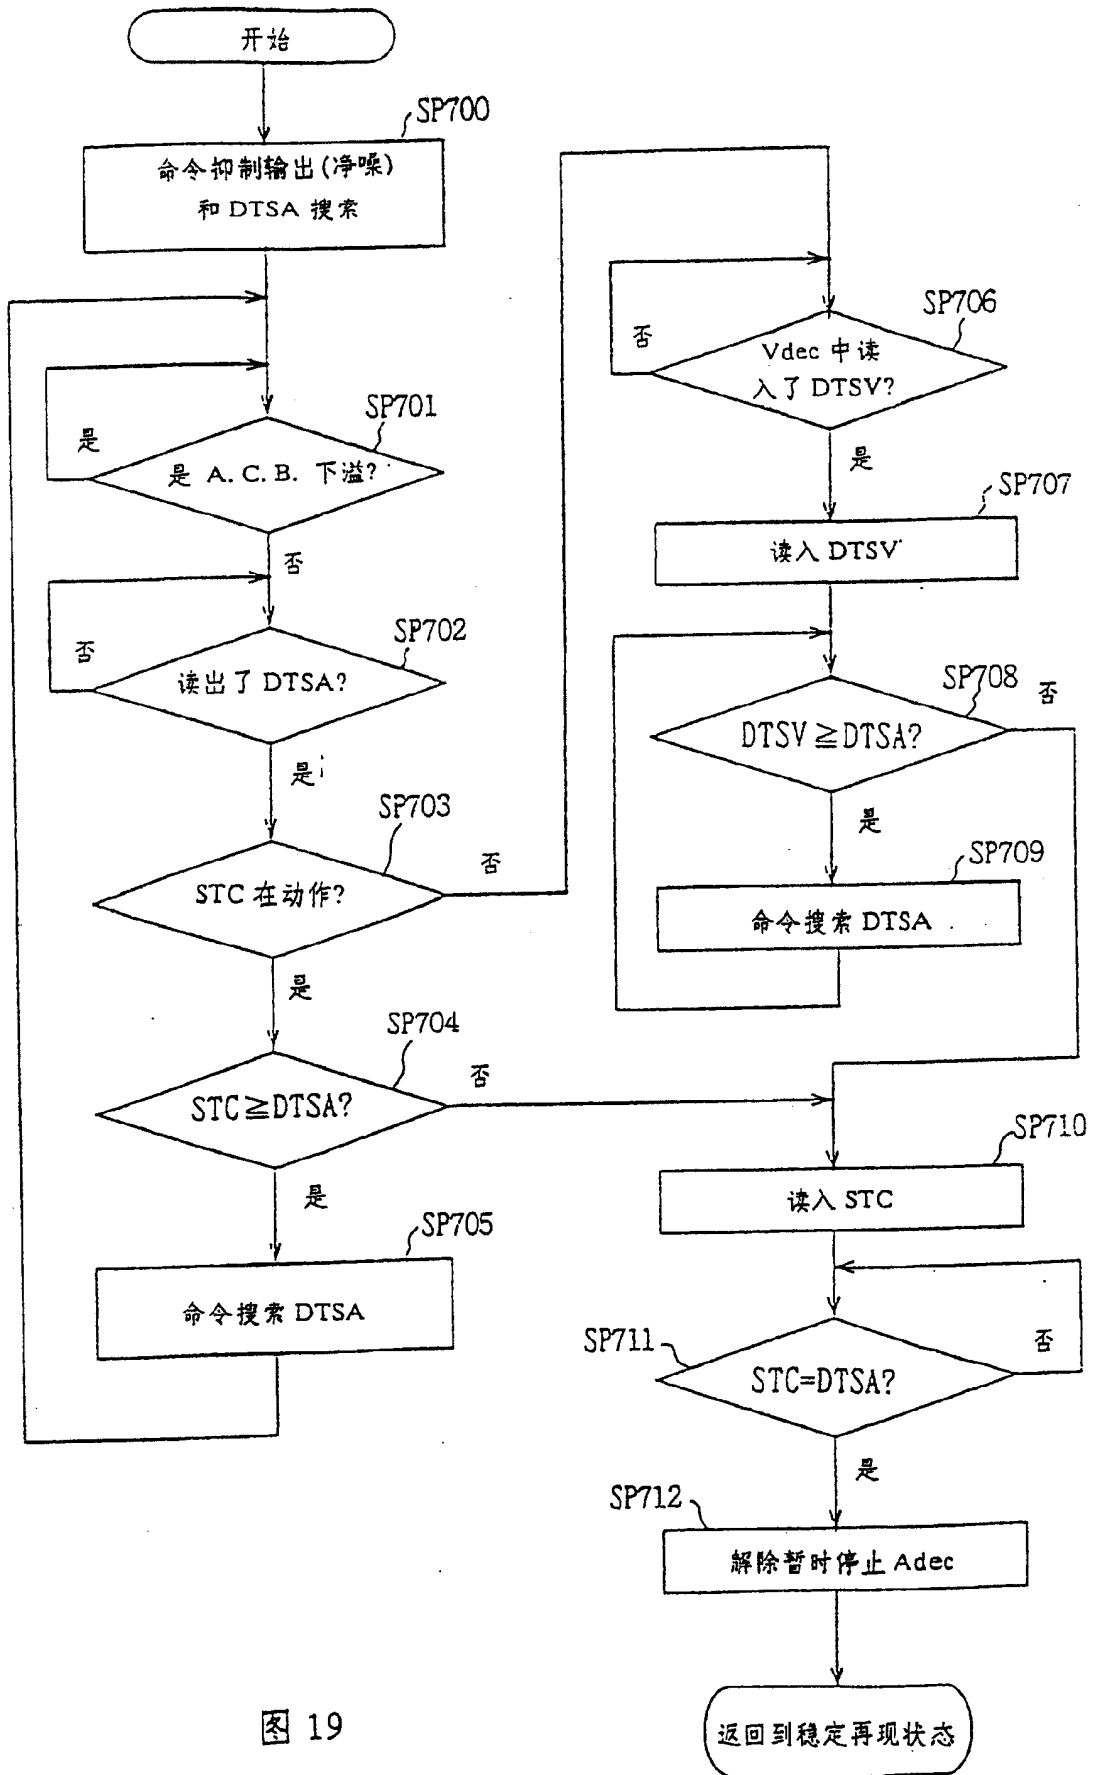 开始
SP700
命令抑制输出(净噪)
和 DTSA 搜索
SP701
是 A. C. B. 下溢?
是
否
SP702
读出了 DTSA?
否
是
SP703
STC 在动作?
否
是
SP704
STC≧DTSA?
否
是
SP705
命令搜索 DTSA
SP706
Vdec 中读
入了 DTSV?
否
是
SP707
读入 DTSV
SP708
DTSV≧DTSA?
否
是
SP709
命令搜索 DTSA
SP710
读入 STC
SP711
STC=DTSA?
否
是
SP712
解除暂时停止 Adec
返回到稳定再现状态
图 19